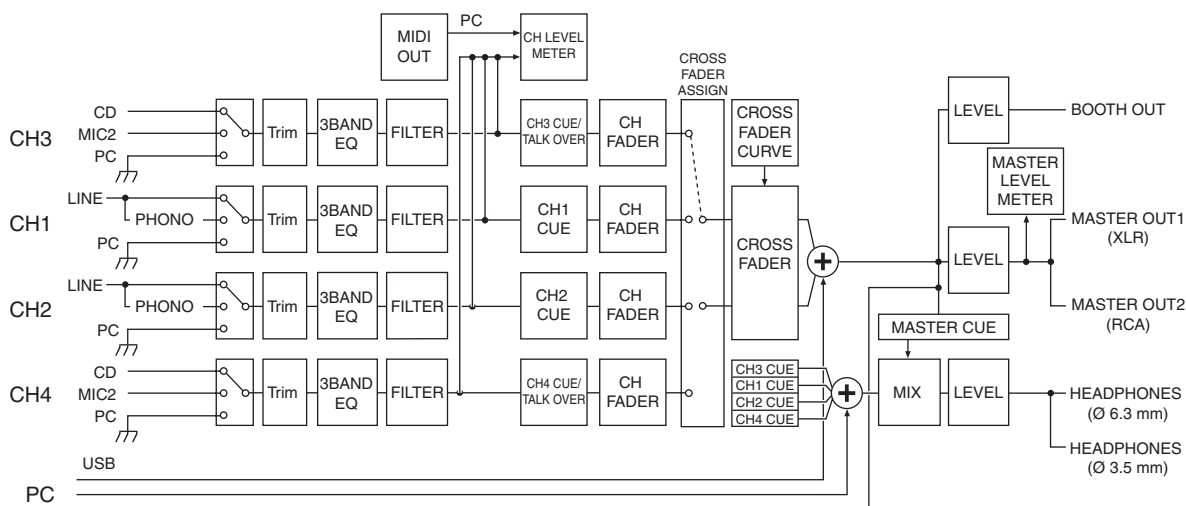 MIDI
OUT
PC
CH LEVEL
METER
CROSS
FADER
ASSIGN
CH3
CD
MIC2
PC
Trim
3BAND
EQ
FILTER
CH3 CUE/
TALK OVER
CH
FADER
CROSS
FADER
CURVE
LEVEL
BOOTH OUT
MASTER
LEVEL
METER
CH1
LINE
PHONO
PC
Trim
3BAND
EQ
FILTER
CH1
CUE
CH
FADER
CROSS
FADER
+
LEVEL
MASTER OUT1
(XLR)
MASTER OUT2
(RCA)
CH2
LINE
PHONO
PC
Trim
3BAND
EQ
FILTER
CH2
CUE
CH
FADER
MASTER CUE
CH4
CD
MIC2
PC
Trim
3BAND
EQ
FILTER
CH4 CUE/
TALK OVER
CH
FADER
CH3 CUE
CH1 CUE
CH2 CUE
CH4 CUE
+
MIX
LEVEL
HEADPHONES
(Ø 6.3 mm)
HEADPHONES
(Ø 3.5 mm)
USB
PC